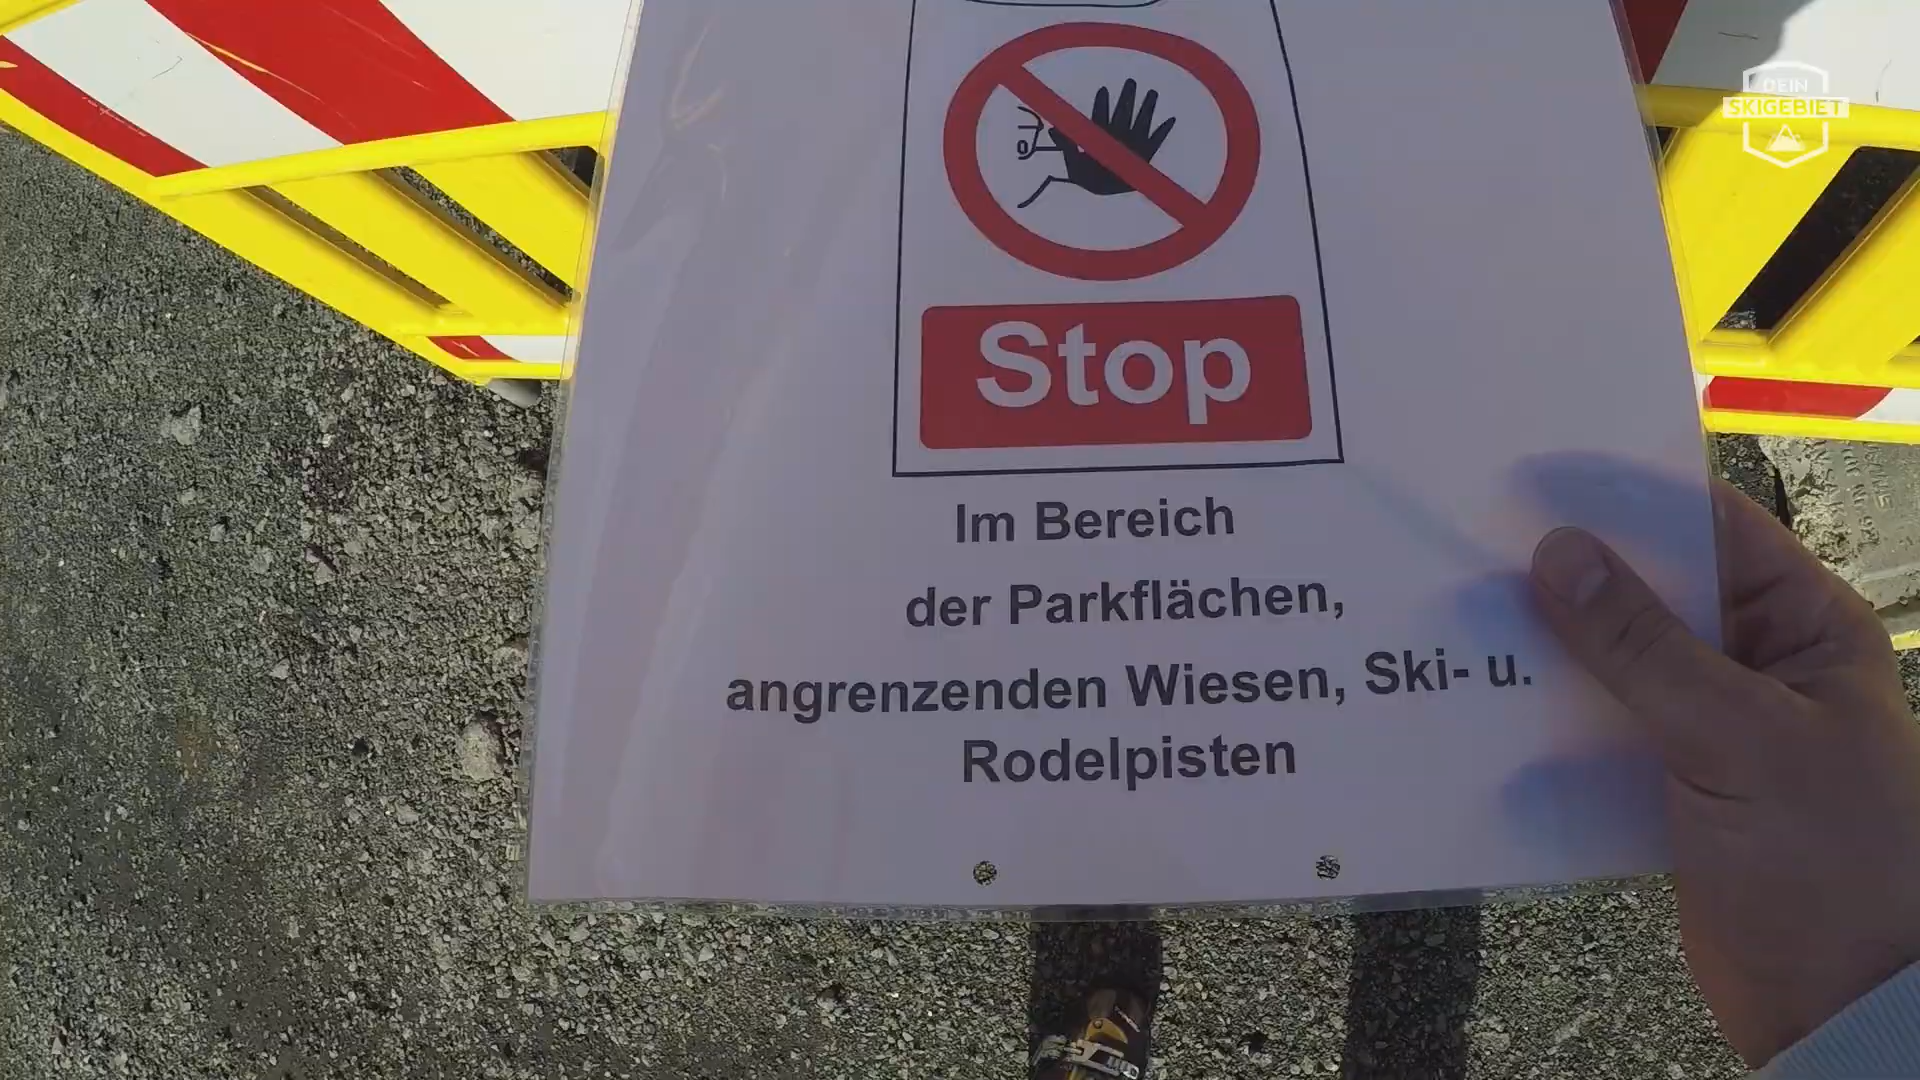 DEIN
SKIGEBIET
Stop
Im Bereich
der Parkflächen,
angrenzenden Wiesen, Ski- u.
Rodelpisten